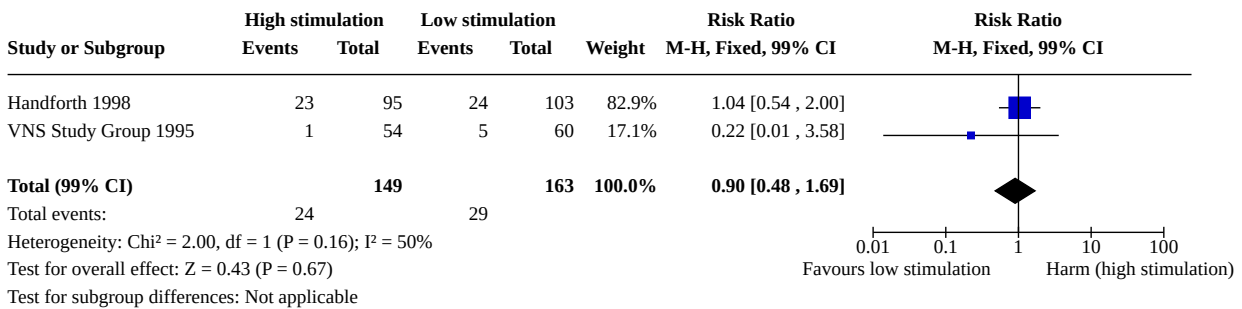 High stimulation Low stimulation Risk Ratio Risk Ratio
Study or Subgroup Events Total Events Total Weight M-H, Fixed, 99% CI M-H, Fixed, 99% CI
Handforth 1998 23 95 24 103 82.9% 1.04 [0.54 , 2.00]
VNS Study Group 1995 1 54 5 60 17.1% 0.22 [0.01 , 3.58]
Total (99% CI) 149 163 100.0% 0.90 [0.48 , 1.69]
Total events: 24 29
Heterogeneity: Chi² = 2.00, df = 1 (P = 0.16); I² = 50%
0.01 0.1 1 10 100
Test for overall effect: Z = 0.43 (P = 0.67) Favours low stimulation Harm (high stimulation)
Test for subgroup differences: Not applicable